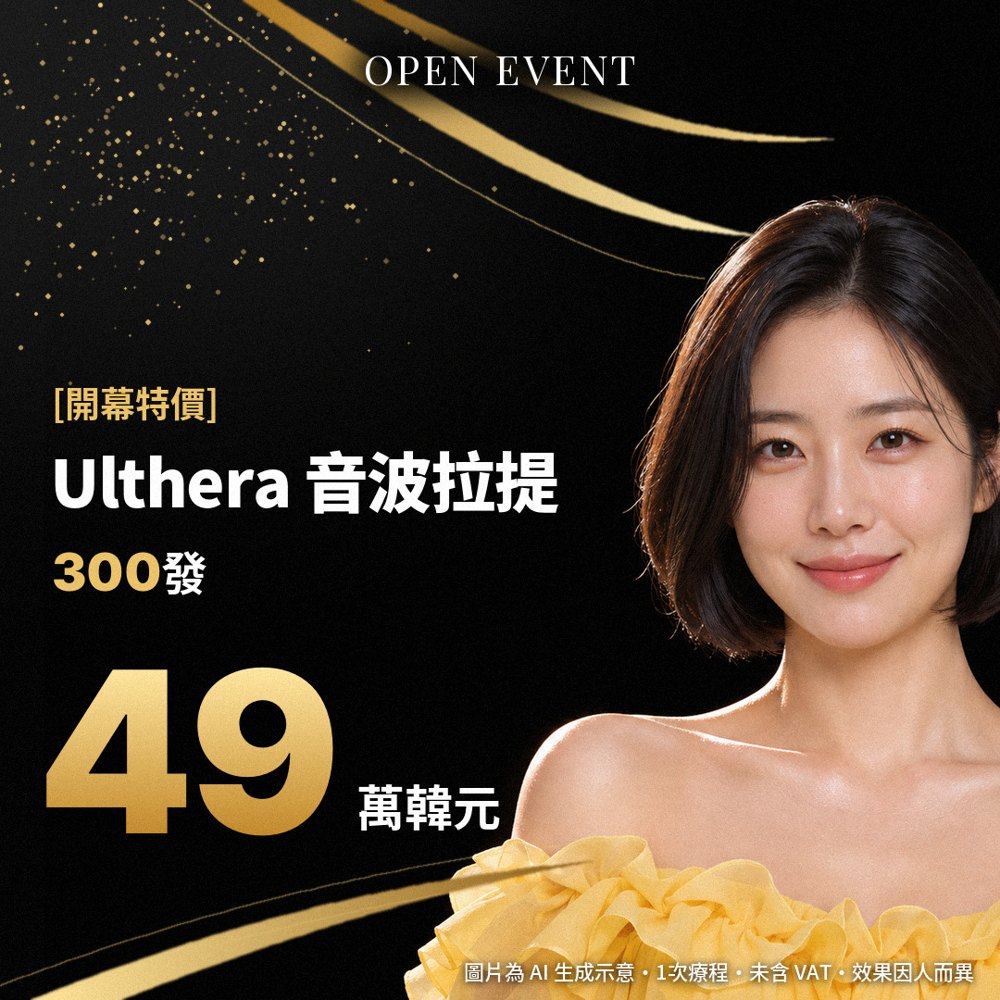 OPEN EVENT
[開幕特價]
Ulthera 音波拉提
300發
49 萬韓元
圖片為 AI 生成示意・1次療程・未含 VAT・效果因人而異